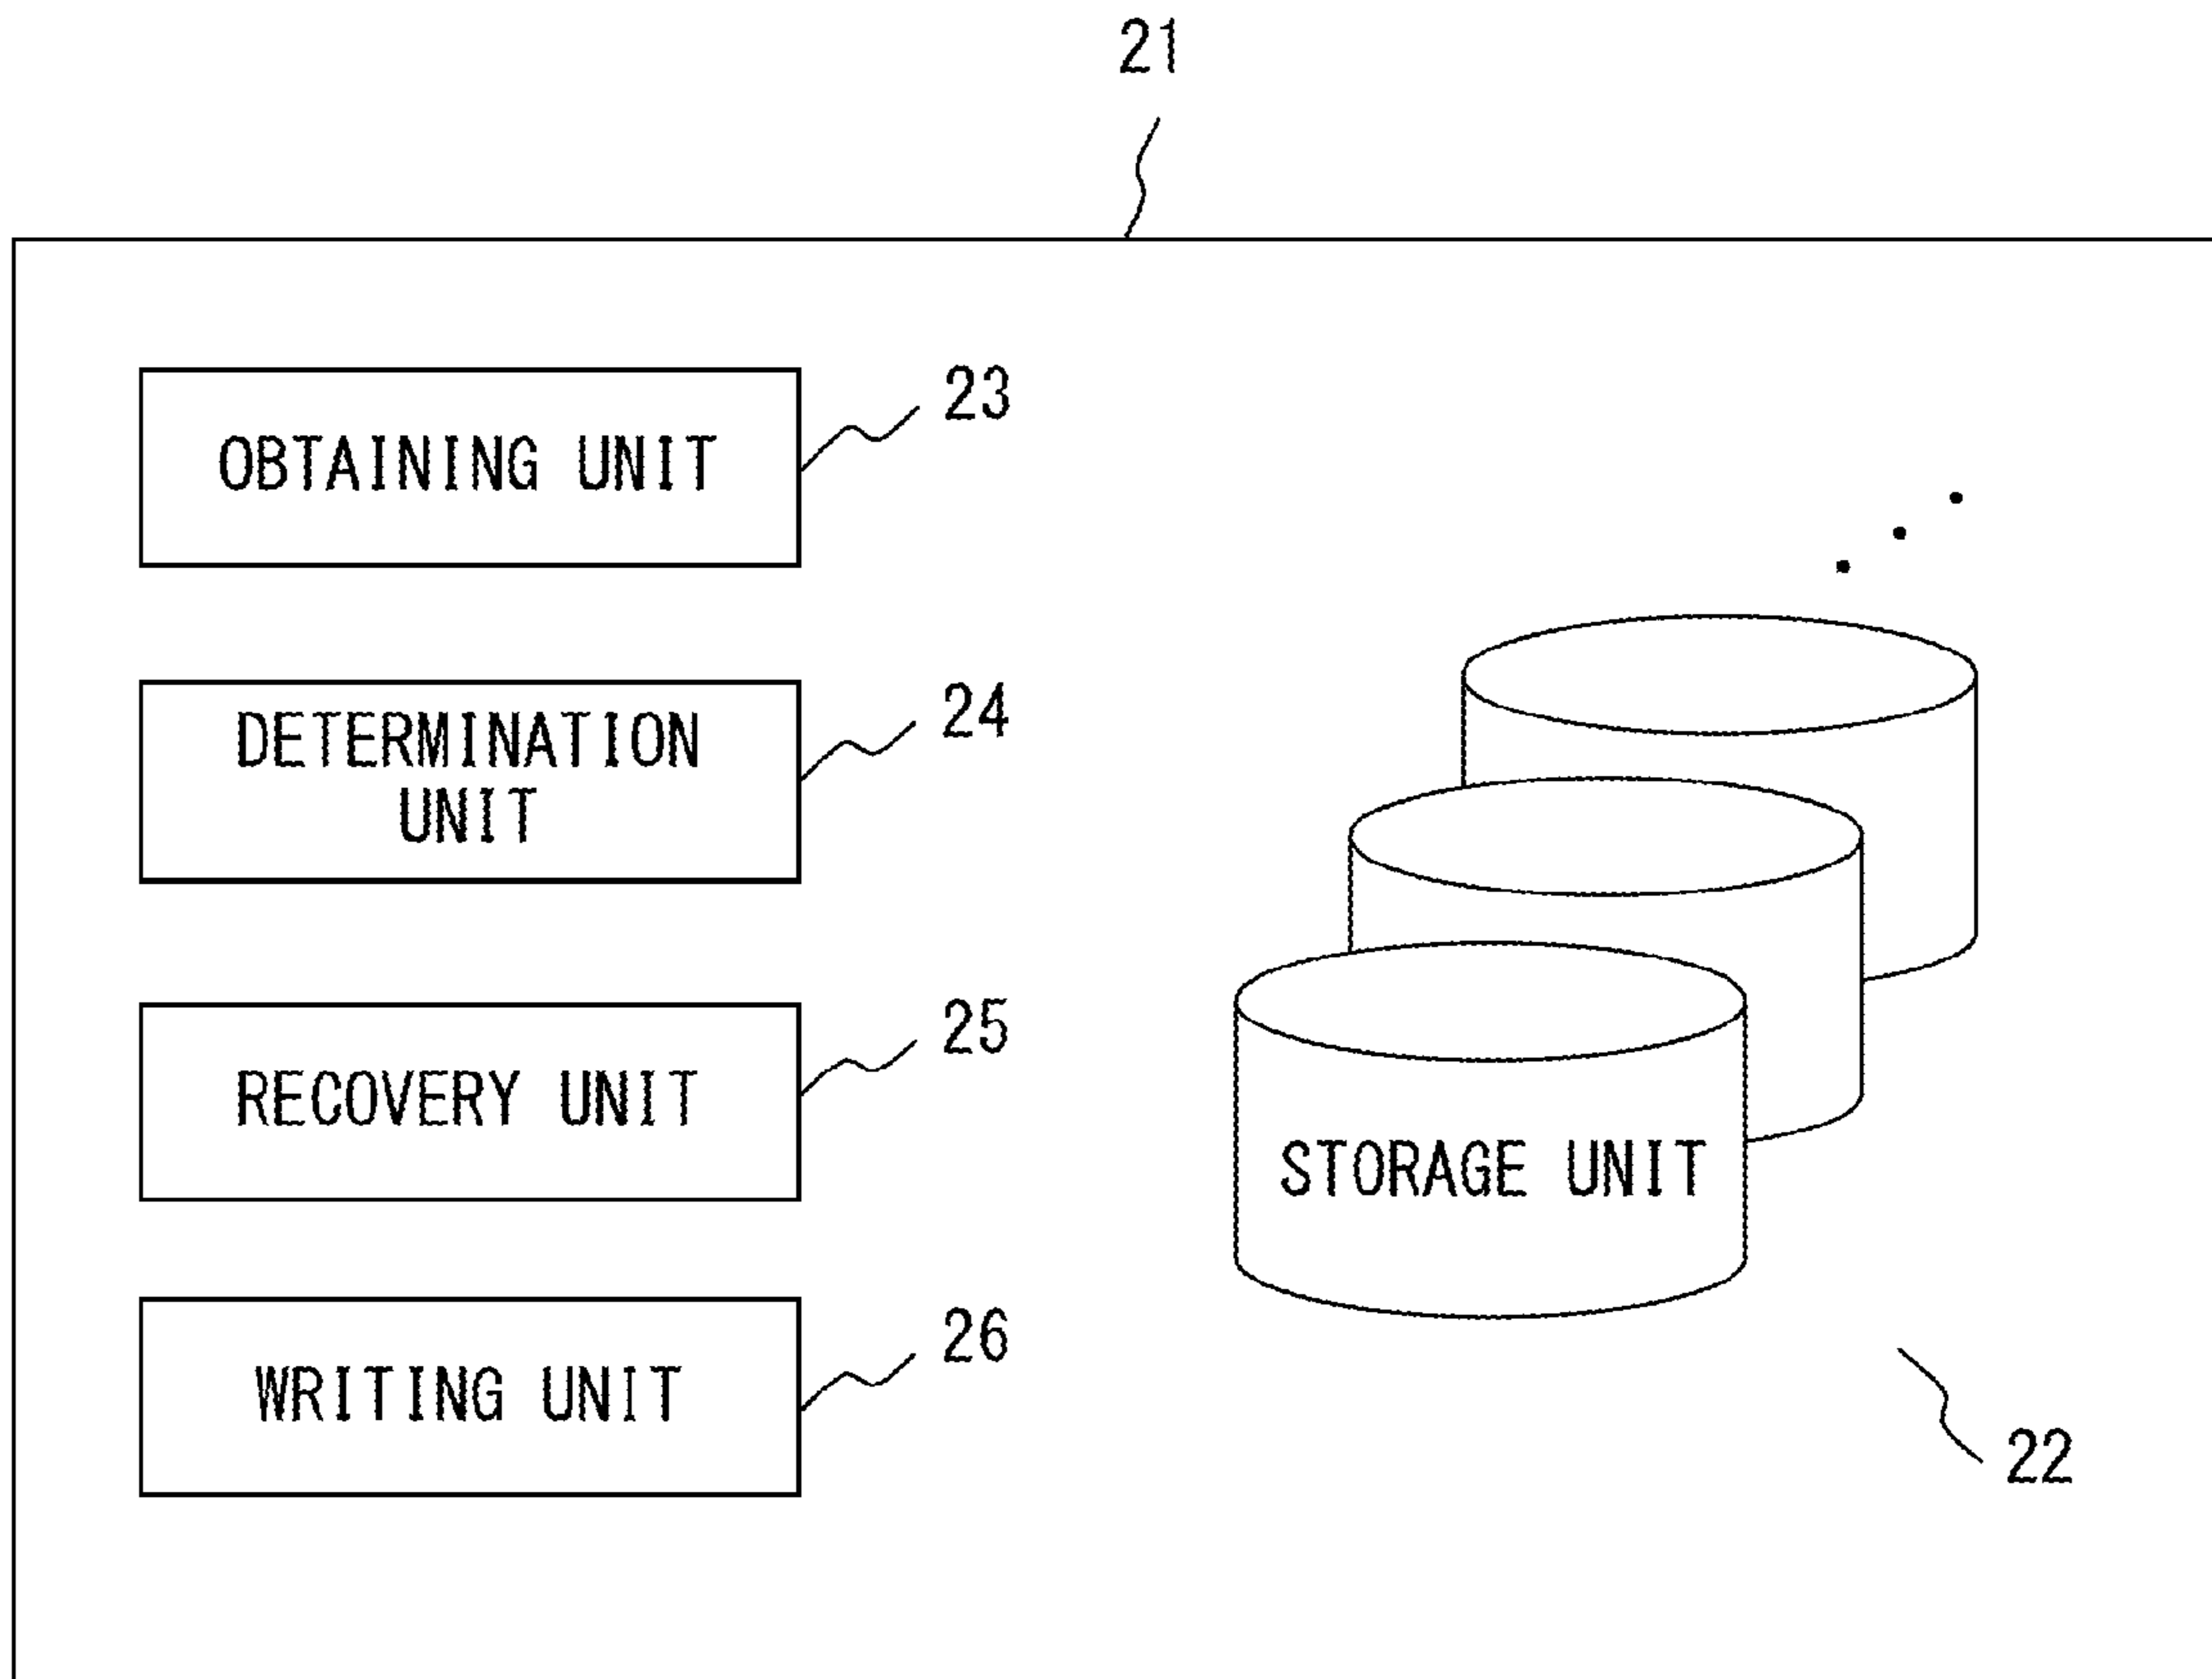 21
OBTAINING UNIT
23
DETERMINATION
UNIT
24
RECOVERY UNIT
25
STORAGE UNIT
WRITING UNIT
26
22